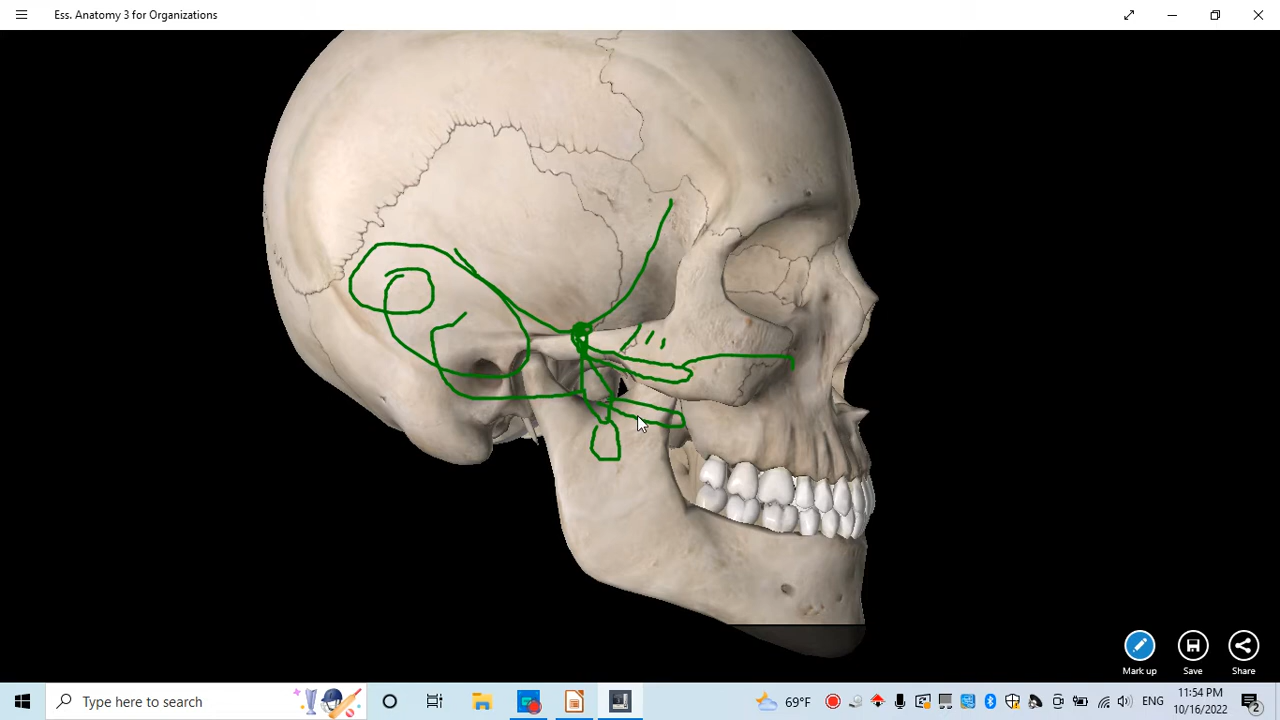 Ess. Anatomy 3 for Organizations
Mark up
Save
Share
Type here to search
69°F
ENG
11:54 PM
10/16/2022
2